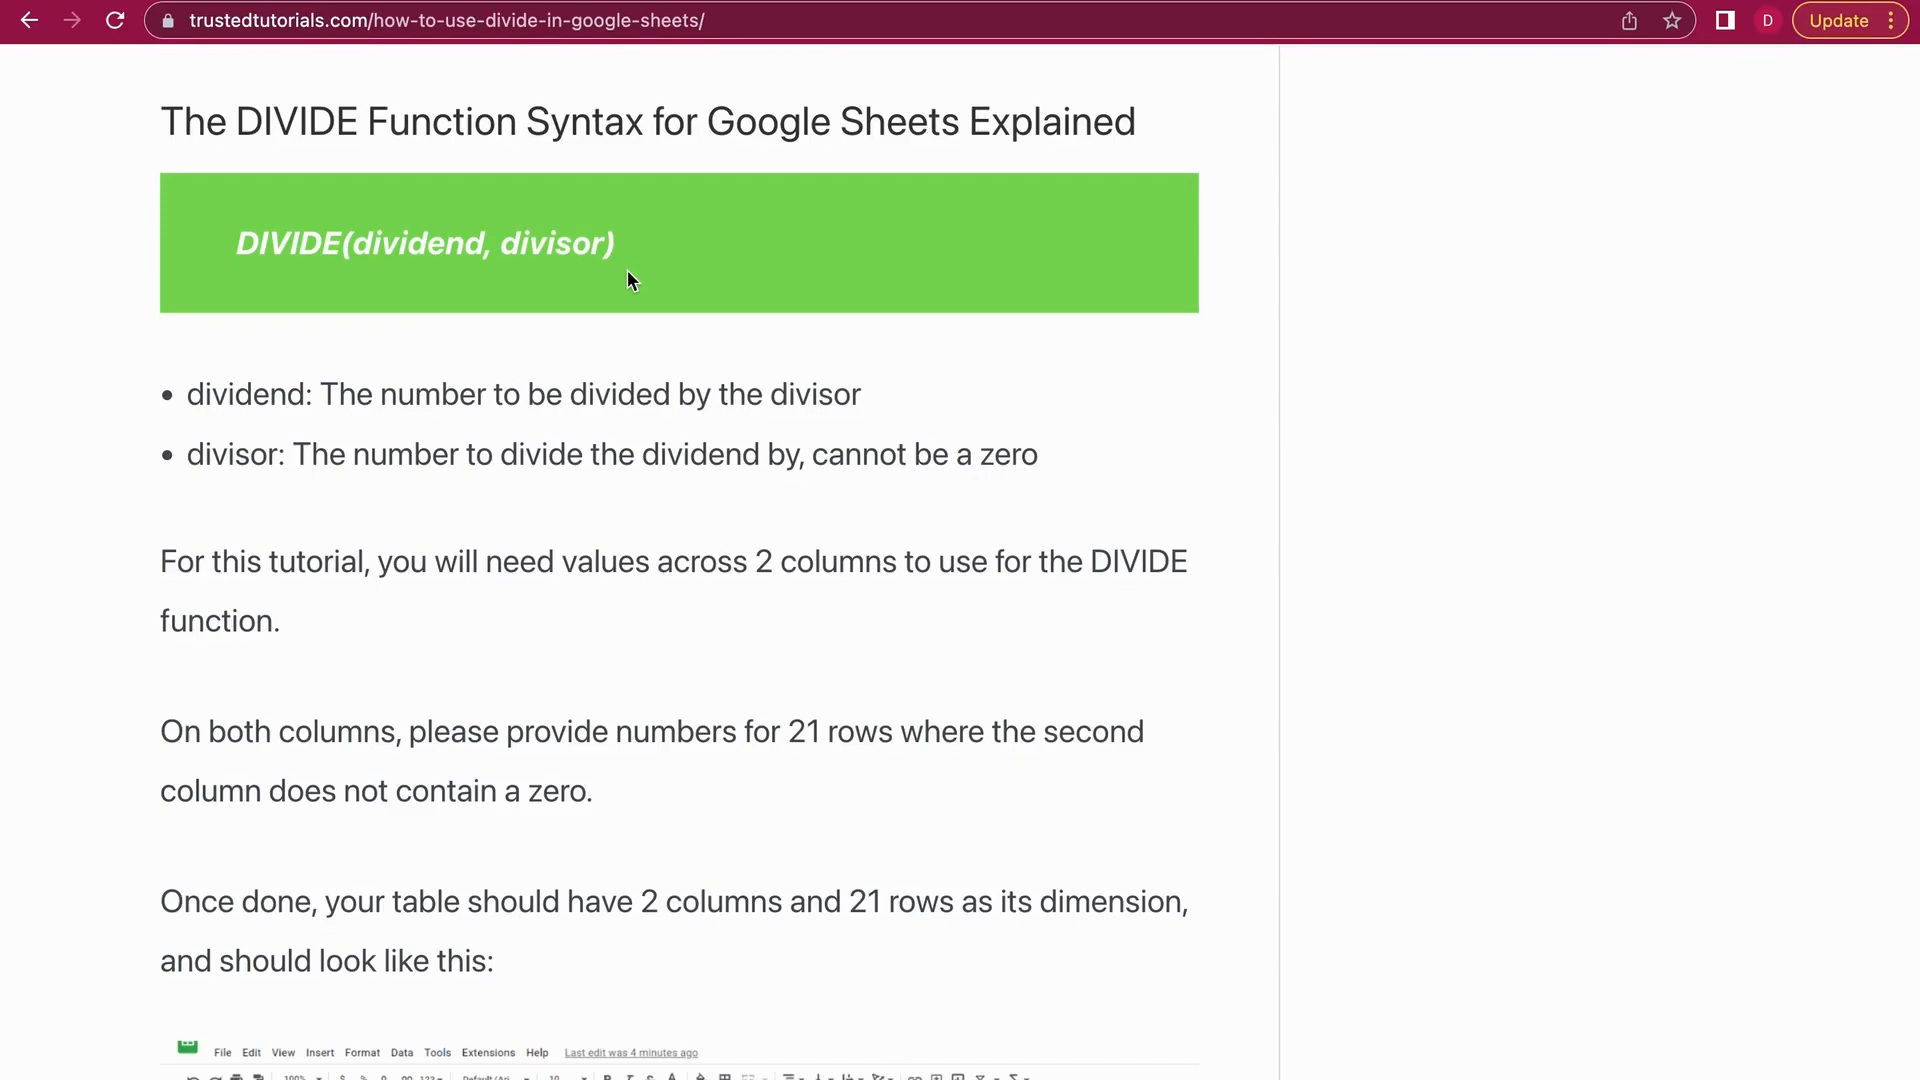 trustedtutorials.com/how-to-use-divide-in-google-sheets/
D
Update
The DIVIDE Function Syntax for Google Sheets Explained
DIVIDE(dividend, divisor)
• dividend: The number to be divided by the divisor
• divisor: The number to divide the dividend by, cannot be a zero
For this tutorial, you will need values across 2 columns to use for the DIVIDE
function.
On both columns, please provide numbers for 21 rows where the second
column does not contain a zero.
Once done, your table should have 2 columns and 21 rows as its dimension,
and should look like this:
File Edit View Insert Format Data Tools Extensions Help Last edit was 4 minutes ago